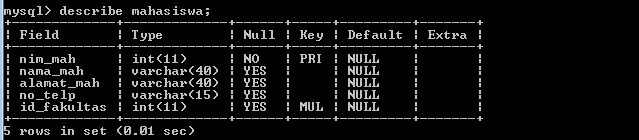 mysql> describe mahasiswa;
+-------------+-------------+------+-----+---------+-------+
| Field       | Type        | Null | Key | Default | Extra |
+-------------+-------------+------+-----+---------+-------+
| nim_mah     | int(11)     | NO   | PRI | NULL    |       |
| nama_mah    | varchar(40) | YES  |     | NULL    |       |
| alamat_mah  | varchar(40) | YES  |     | NULL    |       |
| no_telp     | varchar(15) | YES  |     | NULL    |       |
| id_fakultas | int(11)     | YES  | MUL | NULL    |       |
+-------------+-------------+------+-----+---------+-------+
5 rows in set (0.01 sec)